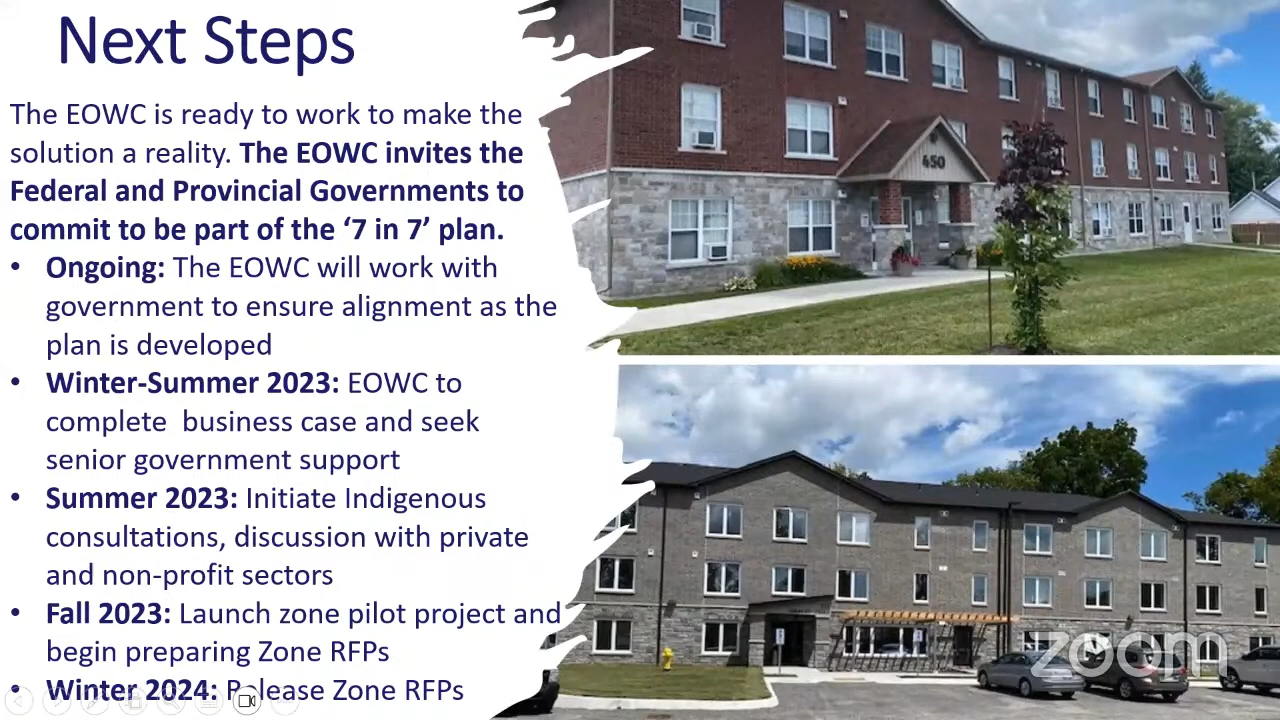 Next Steps
The EOWC is ready to work to make the
solution a reality. The EOWC invites the
Federal and Provincial Governments to
commit to be part of the ‘7 in 7’ plan.
• Ongoing: The EOWC will work with
government to ensure alignment as the
plan is developed
• Winter-Summer 2023: EOWC to
complete  business case and seek
senior government support
• Summer 2023: Initiate Indigenous
consultations, discussion with private
and non-profit sectors
• Fall 2023: Launch zone pilot project and
begin preparing Zone RFPs
• Winter 2024: Release Zone RFPs
450
zoom